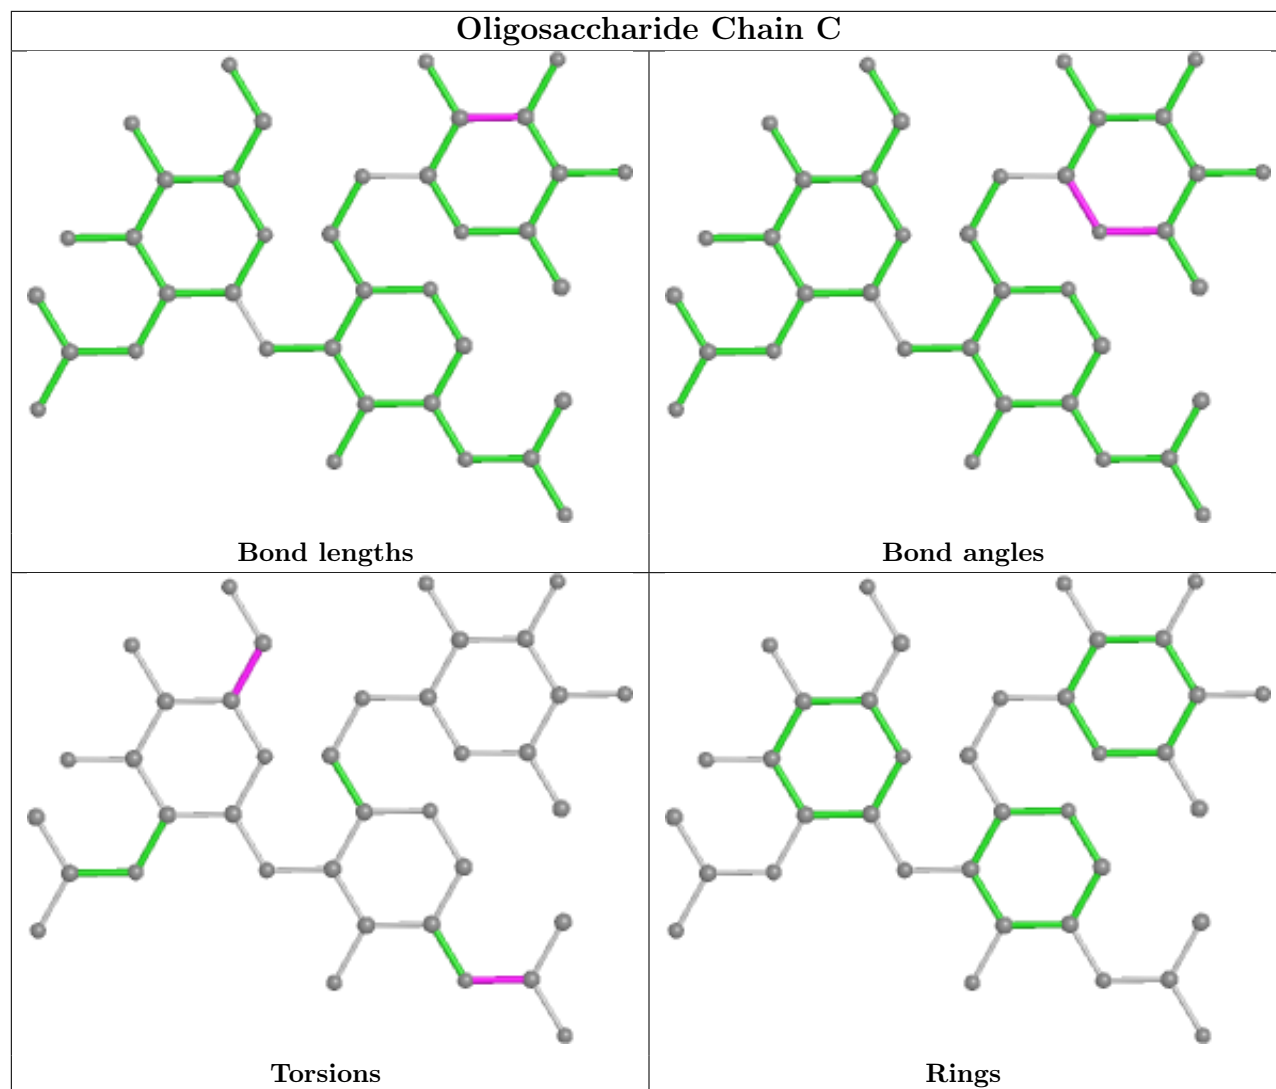 Oligosaccharide Chain C
Bond lengths
Bond angles
Torsions
Rings